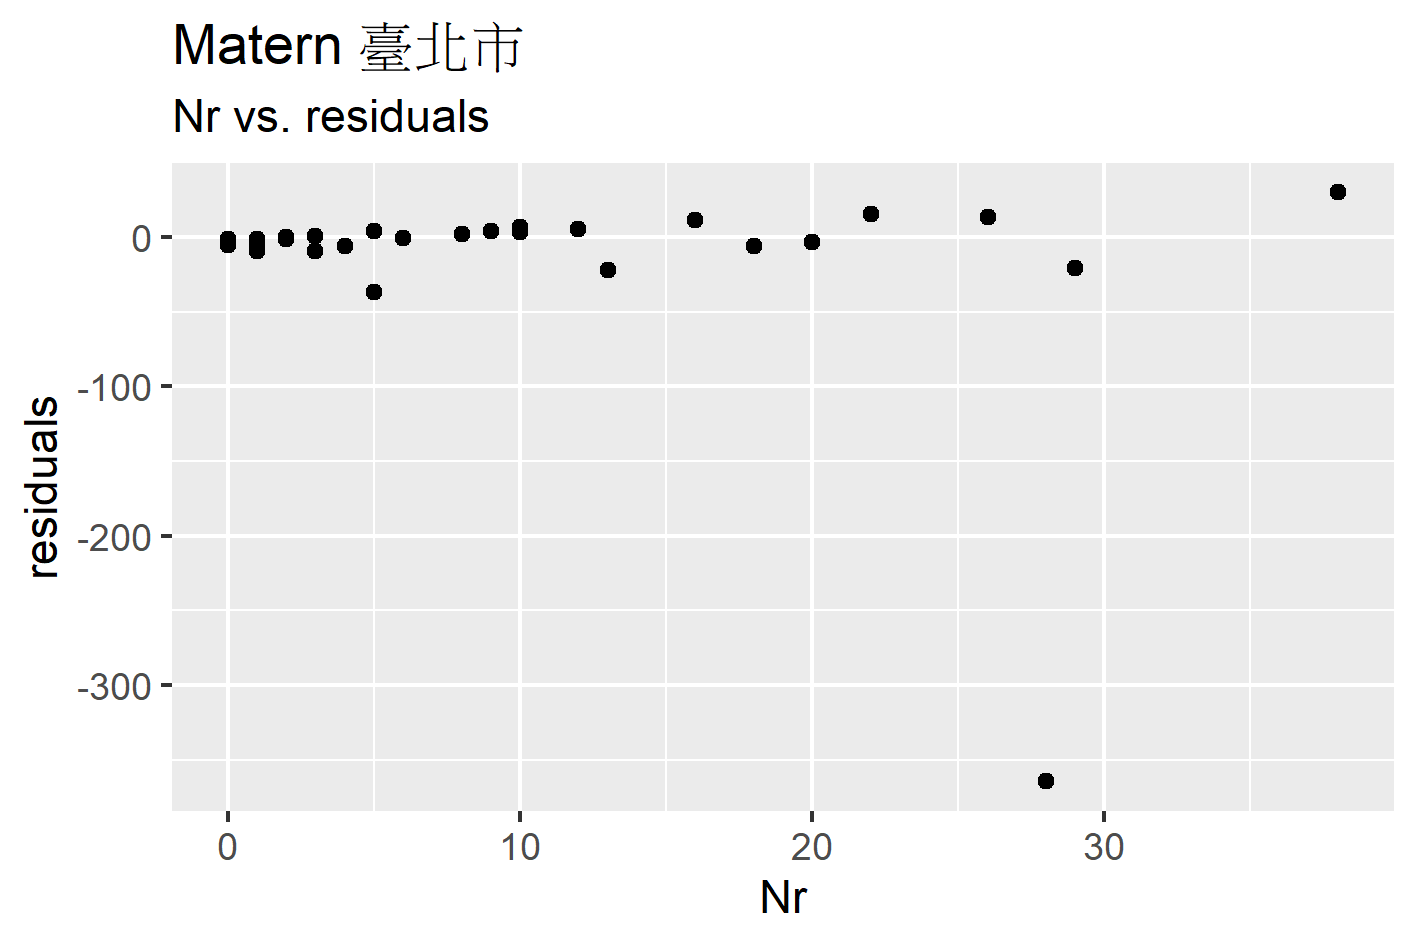 Matern 臺北市
Nr vs. residuals
0
-100
-200
-300
residuals
0 10 20 30
Nr